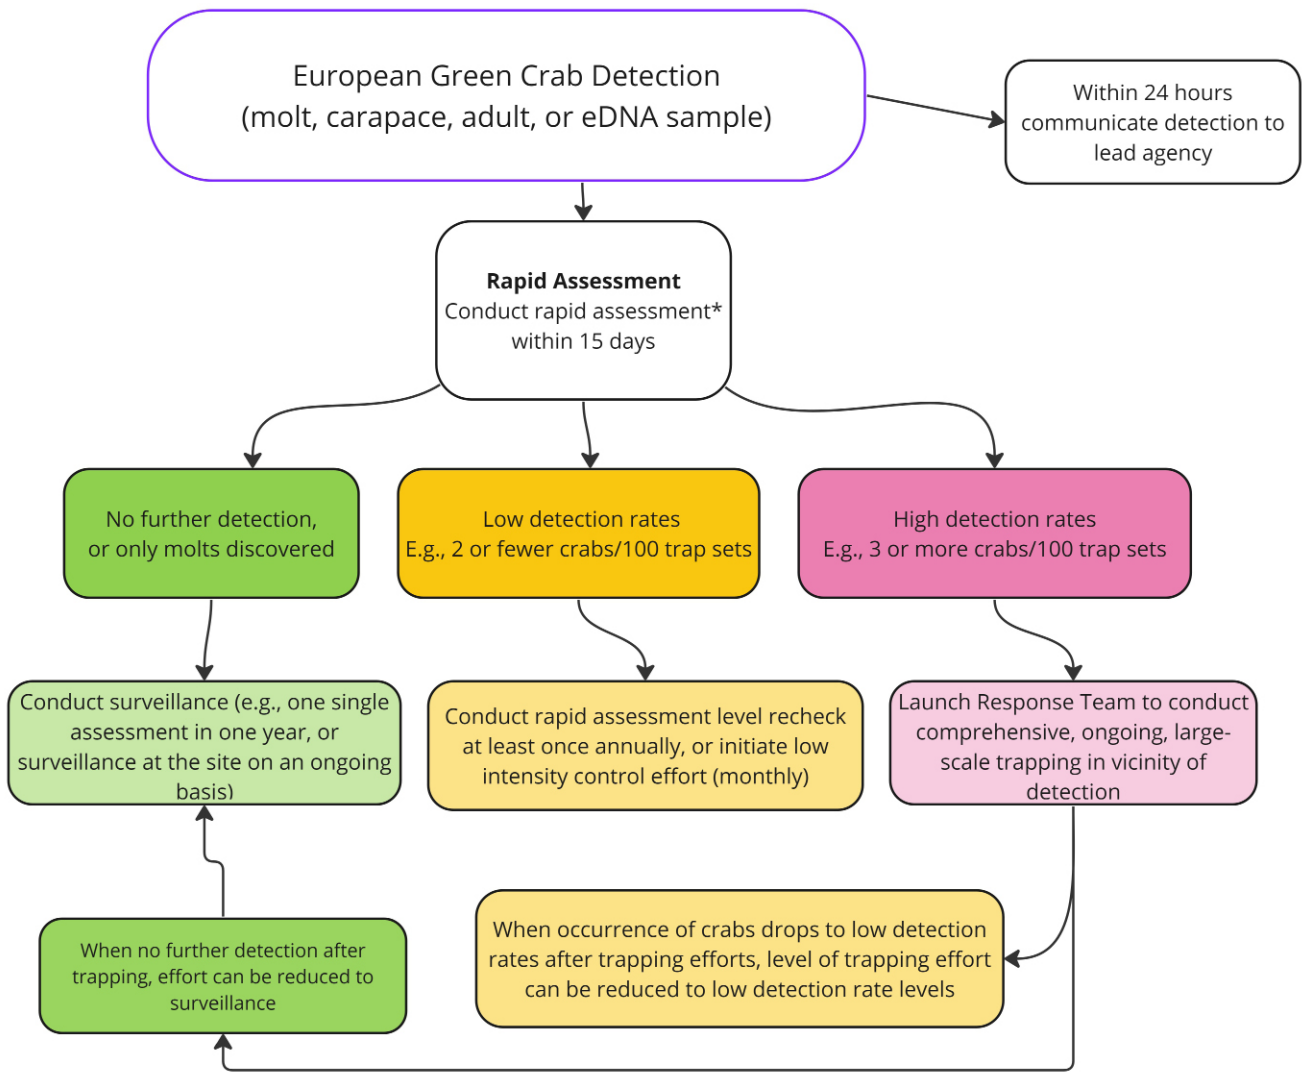 European Green Crab Detection
(molt, carapace, adult, or eDNA sample)
Within 24 hours
communicate detection to
lead agency
Rapid Assessment
Conduct rapid assessment*
within 15 days
No further detection,
or only molts discovered
Low detection rates
E.g., 2 or fewer crabs/100 trap sets
High detection rates
E.g., 3 or more crabs/100 trap sets
Conduct surveillance (e.g., one single
assessment in one year, or
surveillance at the site on an ongoing
basis)
Conduct rapid assessment level recheck
at least once annually, or initiate low
intensity control effort (monthly)
Launch Response Team to conduct
comprehensive, ongoing, large-
scale trapping in vicinity of
detection
When no further detection after
trapping, effort can be reduced to
surveillance
When occurrence of crabs drops to low detection
rates after trapping efforts, level of trapping effort
can be reduced to low detection rate levels